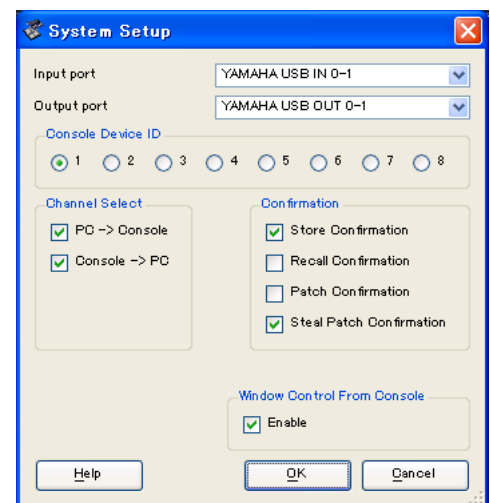 System Setup
Input port YAMAHA USB IN 0-1
Output port YAMAHA USB OUT 0-1
Console Device ID
1 2 3 4 5 6 7 8
Channel Select
PC -> Console
Console -> PC
Confirmation
Store Confirmation
Recall Confirmation
Patch Confirmation
Steal Patch Confirmation
Window Control From Console
Enable
Help OK Cancel